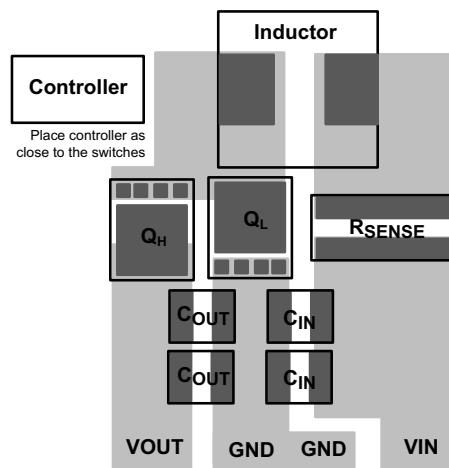 Inductor
Controller
Place controller as
close to the switches
QH
QL
RSENSE
COUT
CIN
COUT
CIN
VOUT
GND
GND
VIN